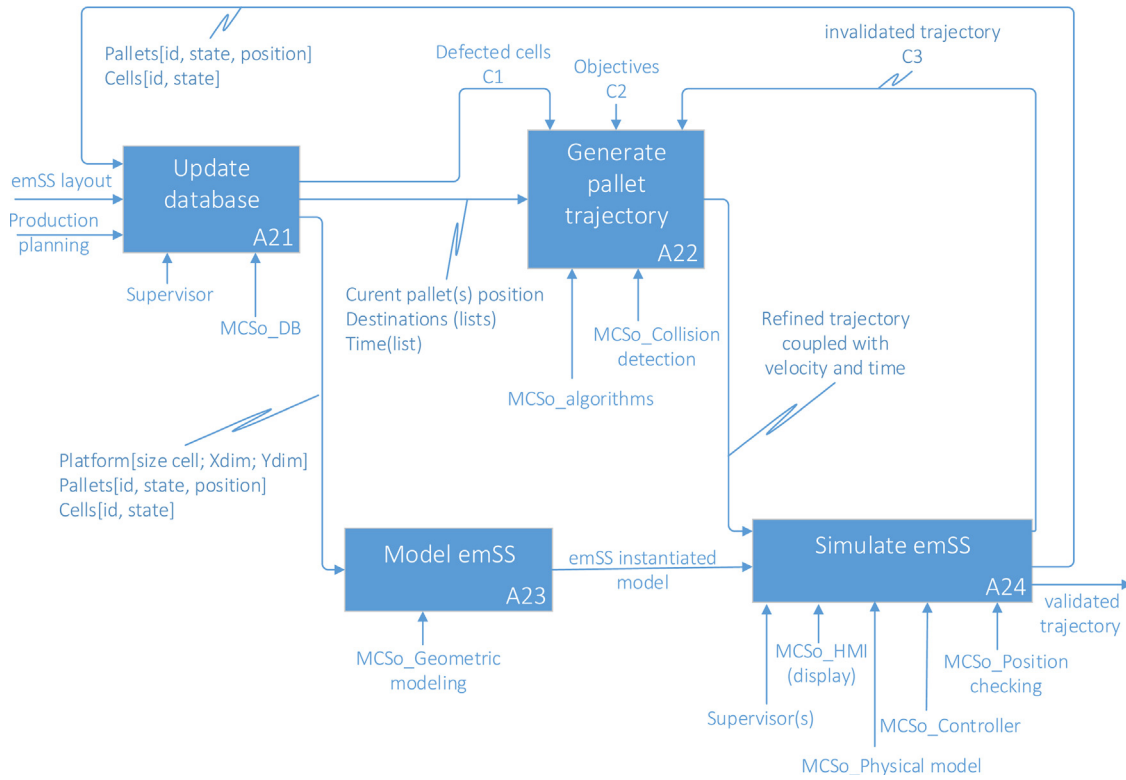 Pallets[id, state, position]
Cells[id, state]
Defected cells
C1
Objectives
C2
invalidated trajectory
C3
emSS layout
Production
planning
Update
database
A21
Supervisor
MCSo_DB
Generate
pallet
trajectory
A22
Curent pallet(s) position
Destinations (lists)
Time(list)
MCSo_Collision
detection
MCSo_algorithms
Refined trajectory
coupled with
velocity and time
Platform[size cell; Xdim; Ydim]
Pallets[id, state, position]
Cells[id, state]
Model emSS
A23
emSS instantiated
model
MCSo_Geometric
modeling
Simulate emSS
A24
validated
trajectory
MCSo_HMI
(display)
MCSo_Position
checking
Supervisor(s)
MCSo_Controller
MCSo_Physical model